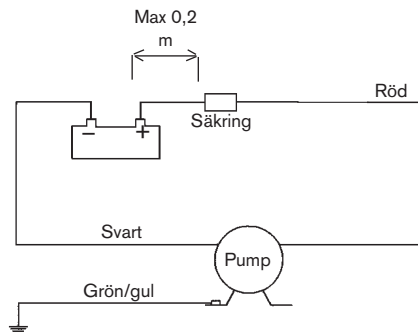 Max 0,2
m
Röd
Säkring
− +
Svart
Pump
Grön/gul